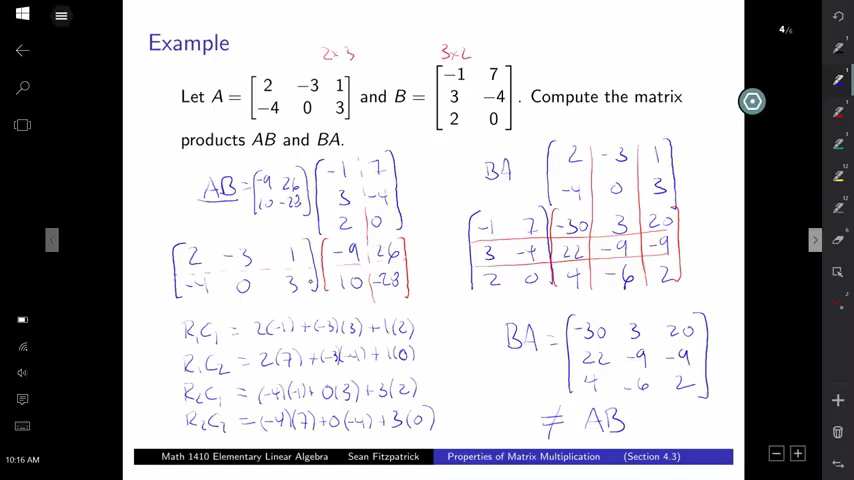 4/6
Example
2×3 3×2
Let A = [2 −3 1; −4 0 3] and B = [−1 7; 3 −4; 2 0]. Compute the matrix
products AB and BA.
AB = [-9 26; 10 -28] [-1 7; 3 -4; 2 0]
[2 -3 1; -4 0 3] [-9 26; 10 -28]
R₁C₁ = 2(-1)+(-3)(3)+1(2)
R₁C₂ = 2(7)+(-3)(-4)+1(0)
R₂C₁ = (-4)(-1)+0(3)+3(2)
R₂C₂ = (-4)(7)+0(-4)+3(0)
BA [2 -3 1; -4 0 3]
[-1 7; 3 -4; 2 0] [-30 3 20; 22 -9 -9; 4 -6 2]
BA = [-30 3 20; 22 -9 -9; 4 -6 2]
≠ AB
10:16 AM
Math 1410 Elementary Linear Algebra Sean Fitzpatrick Properties of Matrix Multiplication (Section 4.3)